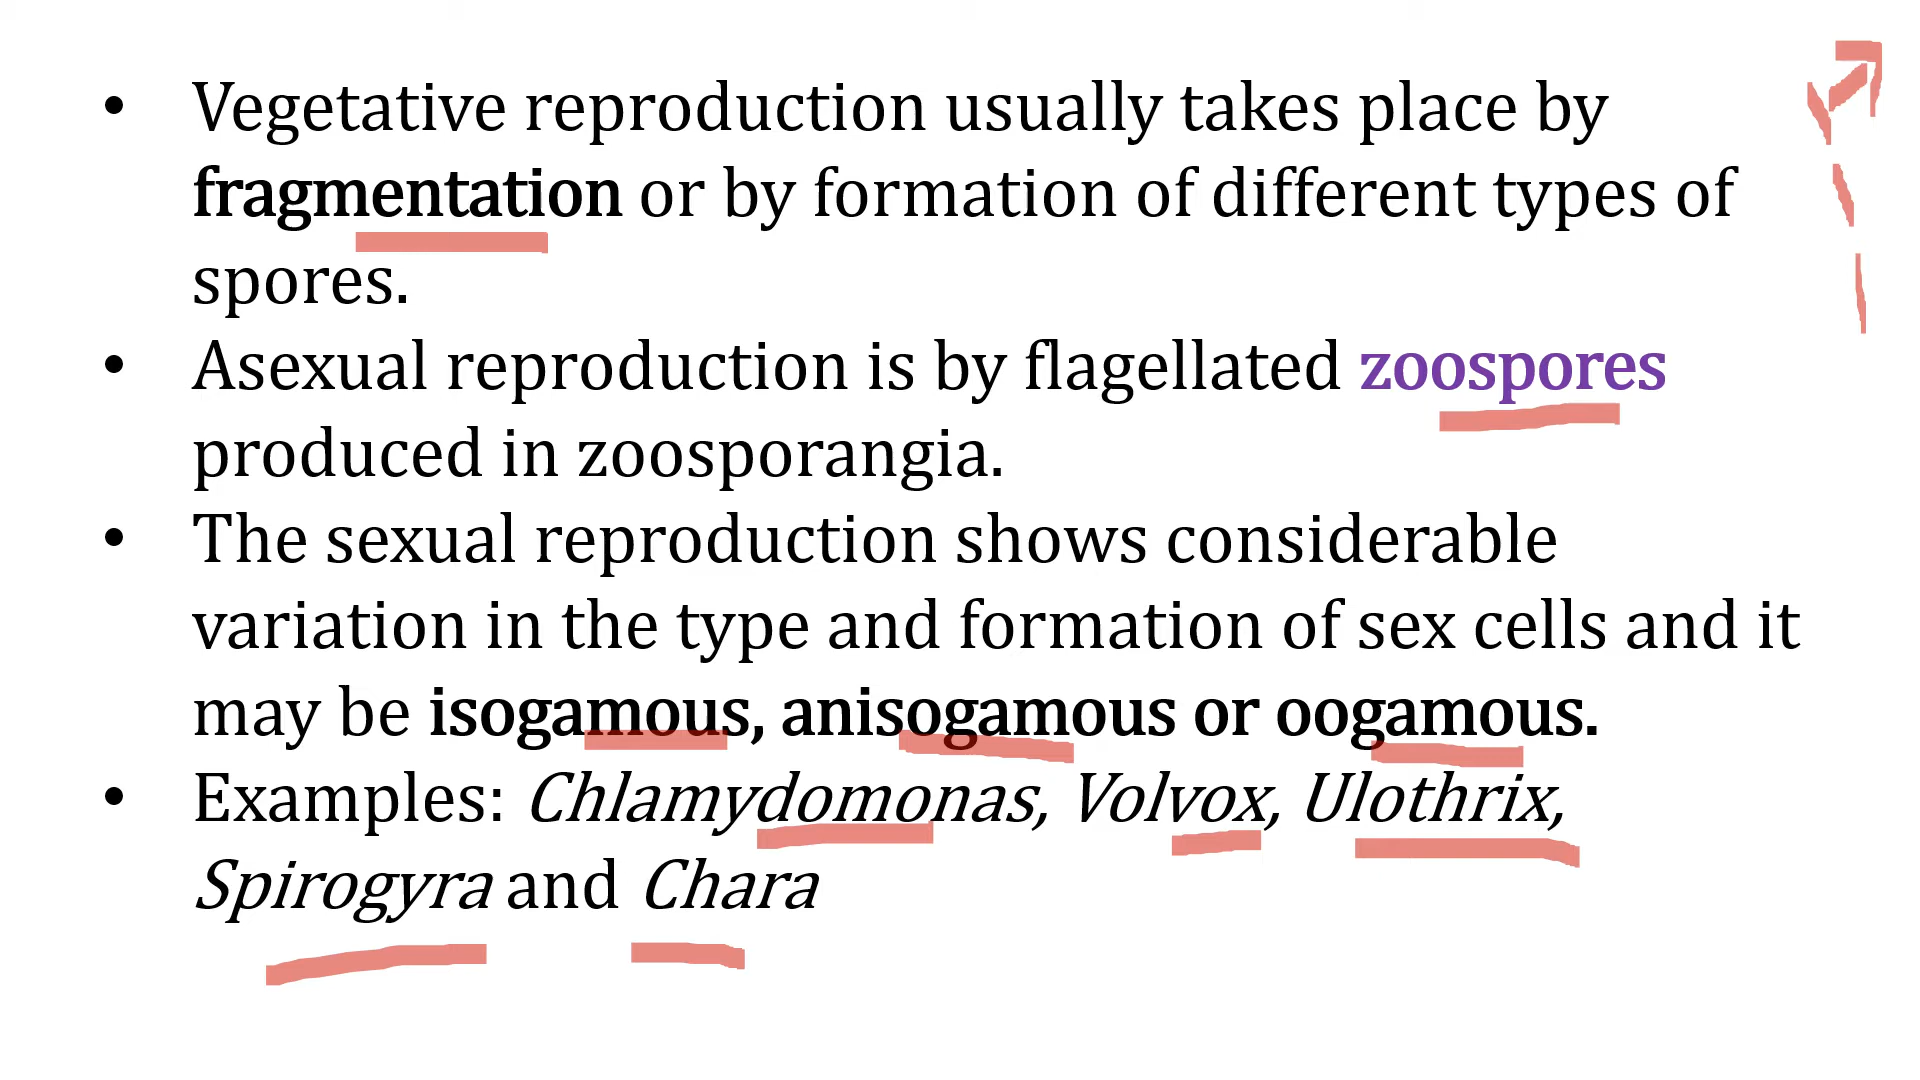 • Vegetative reproduction usually takes place by
fragmentation or by formation of different types of
spores.
• Asexual reproduction is by flagellated zoospores
produced in zoosporangia.
• The sexual reproduction shows considerable
variation in the type and formation of sex cells and it
may be isogamous, anisogamous or oogamous.
• Examples: Chlamydomonas, Volvox, Ulothrix,
Spirogyra and Chara